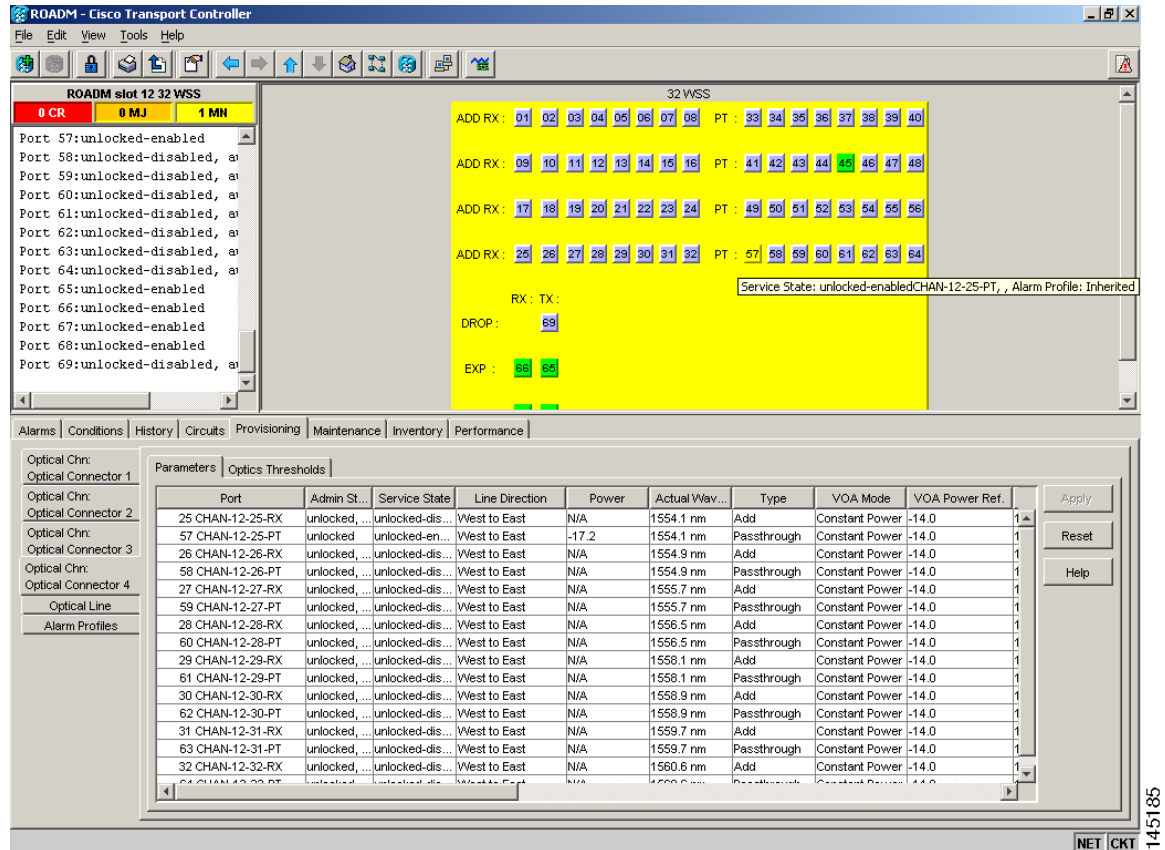 ROADM - Cisco Transport Controller
File Edit View Tools Help
ROADM slot 12 32 WSS
0 CR 0 MJ 1 MN
Port 57:unlocked-enabled
Port 58:unlocked-disabled, au
Port 59:unlocked-disabled, au
Port 60:unlocked-disabled, au
Port 61:unlocked-disabled, au
Port 62:unlocked-disabled, au
Port 63:unlocked-disabled, au
Port 64:unlocked-disabled, au
Port 65:unlocked-enabled
Port 66:unlocked-enabled
Port 67:unlocked-enabled
Port 68:unlocked-enabled
Port 69:unlocked-disabled, au
32 WSS
ADD RX : 01 02 03 04 05 06 07 08 PT : 33 34 35 36 37 38 39 40
ADD RX : 09 10 11 12 13 14 15 16 PT : 41 42 43 44 45 46 47 48
ADD RX : 17 18 19 20 21 22 23 24 PT : 49 50 51 52 53 54 55 56
ADD RX : 25 26 27 28 29 30 31 32 PT : 57 58 59 60 61 62 63 64
Service State: unlocked-enabledCHAN-12-25-PT, , Alarm Profile: Inherited
RX : TX :
DROP : 69
EXP : 66 65
Alarms Conditions History Circuits Provisioning Maintenance Inventory Performance
Optical Chn:
Optical Connector 1
Optical Chn:
Optical Connector 2
Optical Chn:
Optical Connector 3
Optical Chn:
Optical Connector 4
Optical Line
Alarm Profiles
Parameters Optics Thresholds
Port Admin St... Service State Line Direction Power Actual Wav... Type VOA Mode VOA Power Ref.
25 CHAN-12-25-RX unlocked, ... unlocked-dis... West to East N/A 1554.1 nm Add Constant Power -14.0 1
57 CHAN-12-25-PT unlocked unlocked-en... West to East -17.2 1554.1 nm Passthrough Constant Power -14.0 1
26 CHAN-12-26-RX unlocked, ... unlocked-dis... West to East N/A 1554.9 nm Add Constant Power -14.0 1
58 CHAN-12-26-PT unlocked, ... unlocked-dis... West to East N/A 1554.9 nm Passthrough Constant Power -14.0 1
27 CHAN-12-27-RX unlocked, ... unlocked-dis... West to East N/A 1555.7 nm Add Constant Power -14.0 1
59 CHAN-12-27-PT unlocked, ... unlocked-dis... West to East N/A 1555.7 nm Passthrough Constant Power -14.0 1
28 CHAN-12-28-RX unlocked, ... unlocked-dis... West to East N/A 1556.5 nm Add Constant Power -14.0 1
60 CHAN-12-28-PT unlocked, ... unlocked-dis... West to East N/A 1556.5 nm Passthrough Constant Power -14.0 1
29 CHAN-12-29-RX unlocked, ... unlocked-dis... West to East N/A 1558.1 nm Add Constant Power -14.0 1
61 CHAN-12-29-PT unlocked, ... unlocked-dis... West to East N/A 1558.1 nm Passthrough Constant Power -14.0 1
30 CHAN-12-30-RX unlocked, ... unlocked-dis... West to East N/A 1558.9 nm Add Constant Power -14.0 1
62 CHAN-12-30-PT unlocked, ... unlocked-dis... West to East N/A 1558.9 nm Passthrough Constant Power -14.0 1
31 CHAN-12-31-RX unlocked, ... unlocked-dis... West to East N/A 1559.7 nm Add Constant Power -14.0 1
63 CHAN-12-31-PT unlocked, ... unlocked-dis... West to East N/A 1559.7 nm Passthrough Constant Power -14.0 1
32 CHAN-12-32-RX unlocked, ... unlocked-dis... West to East N/A 1560.6 nm Add Constant Power -14.0 1
Apply
Reset
Help
NET CKT
145185